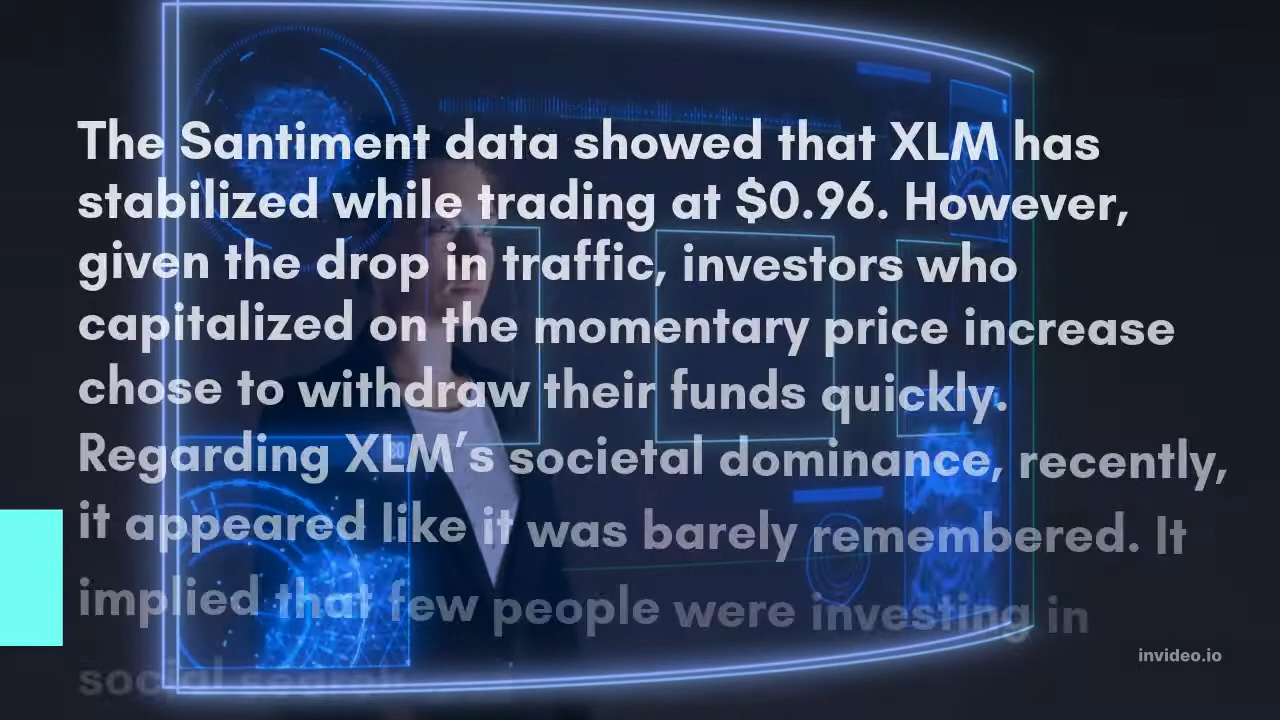 The Santiment data showed that XLM has
stabilized while trading at $0.96. However,
given the drop in traffic, investors who
capitalized on the momentary price increase
chose to withdraw their funds quickly.
Regarding XLM’s societal dominance, recently,
it appeared like it was barely remembered. It
implied that few people were investing in
social
invideo.io